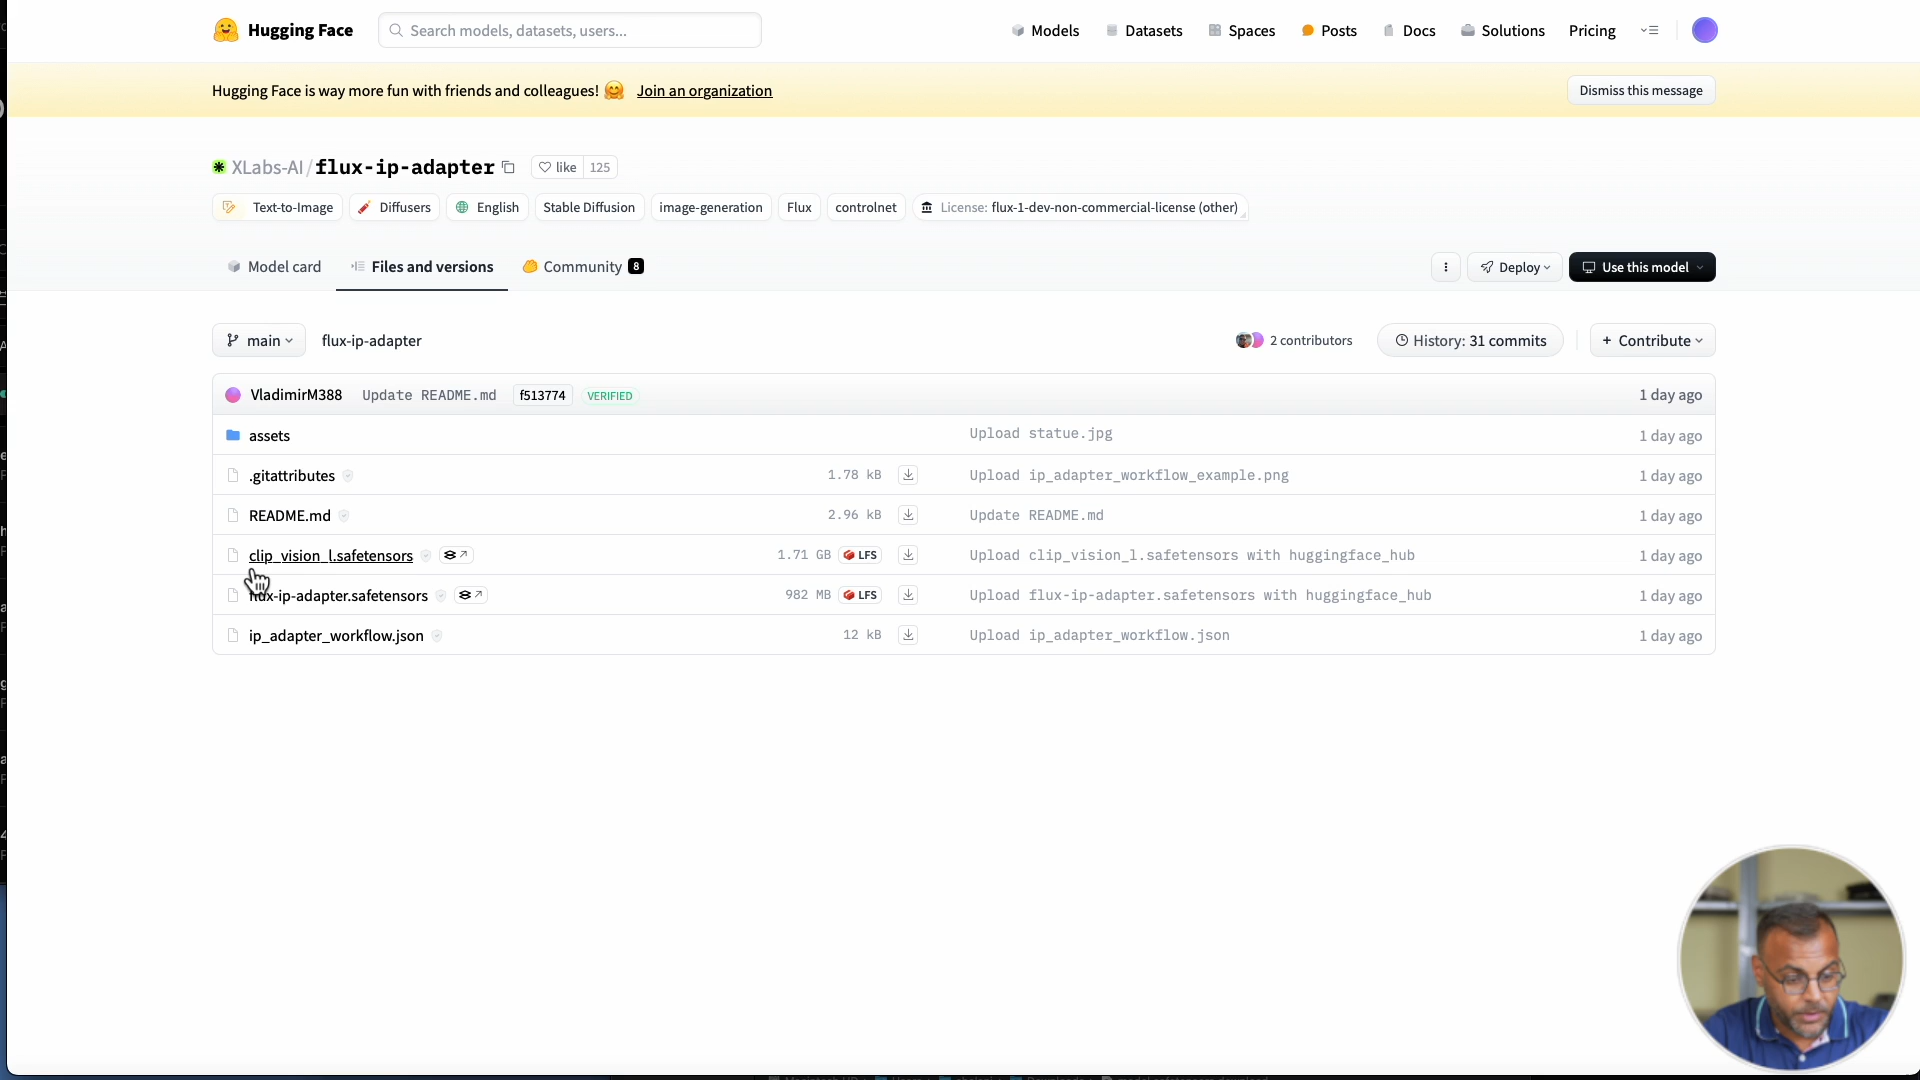 Hugging Face
Search models, datasets, users...
Models
Datasets
Spaces
Posts
Docs
Solutions
Pricing
Hugging Face is way more fun with friends and colleagues! 🤗 Join an organization
Dismiss this message
XLabs-AI/flux-ip-adapter
like 125
Text-to-Image
Diffusers
English
Stable Diffusion
image-generation
Flux
controlnet
License: flux-1-dev-non-commercial-license (other)
Model card
Files and versions
Community 8
Deploy
Use this model
main
flux-ip-adapter
2 contributors
History: 31 commits
+ Contribute
VladimirM388 Update README.md f513774 VERIFIED 1 day ago
assets Upload statue.jpg 1 day ago
.gitattributes 1.78 kB Upload ip_adapter_workflow_example.png 1 day ago
README.md 2.96 kB Update README.md 1 day ago
clip_vision_l.safetensors 1.71 GB LFS Upload clip_vision_l.safetensors with huggingface_hub 1 day ago
flux-ip-adapter.safetensors 982 MB LFS Upload flux-ip-adapter.safetensors with huggingface_hub 1 day ago
ip_adapter_workflow.json 12 kB Upload ip_adapter_workflow.json 1 day ago